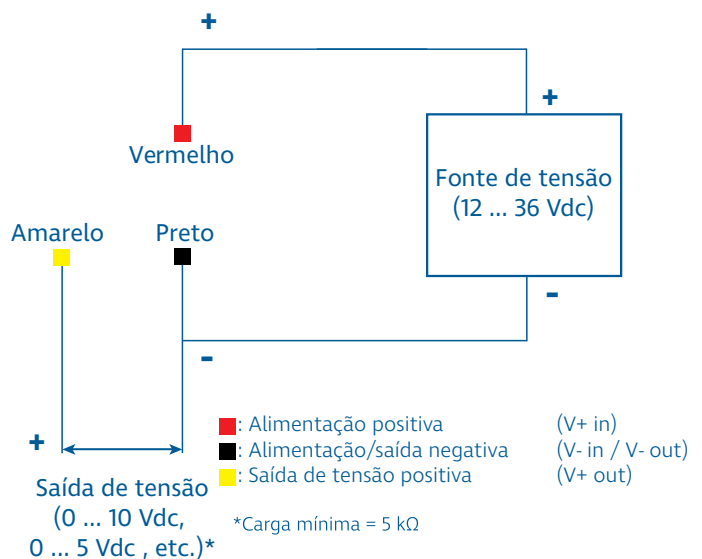 +
+
Vermelho
Fonte de tensão
(12 ... 36 Vdc)
Amarelo
Preto
-
-
+
Saída de tensão
(0 ... 10 Vdc,
0 ... 5 Vdc , etc.)*
: Alimentação positiva (V+ in)
: Alimentação/saída negativa (V- in / V- out)
: Saída de tensão positiva (V+ out)
*Carga mínima = 5 kΩ